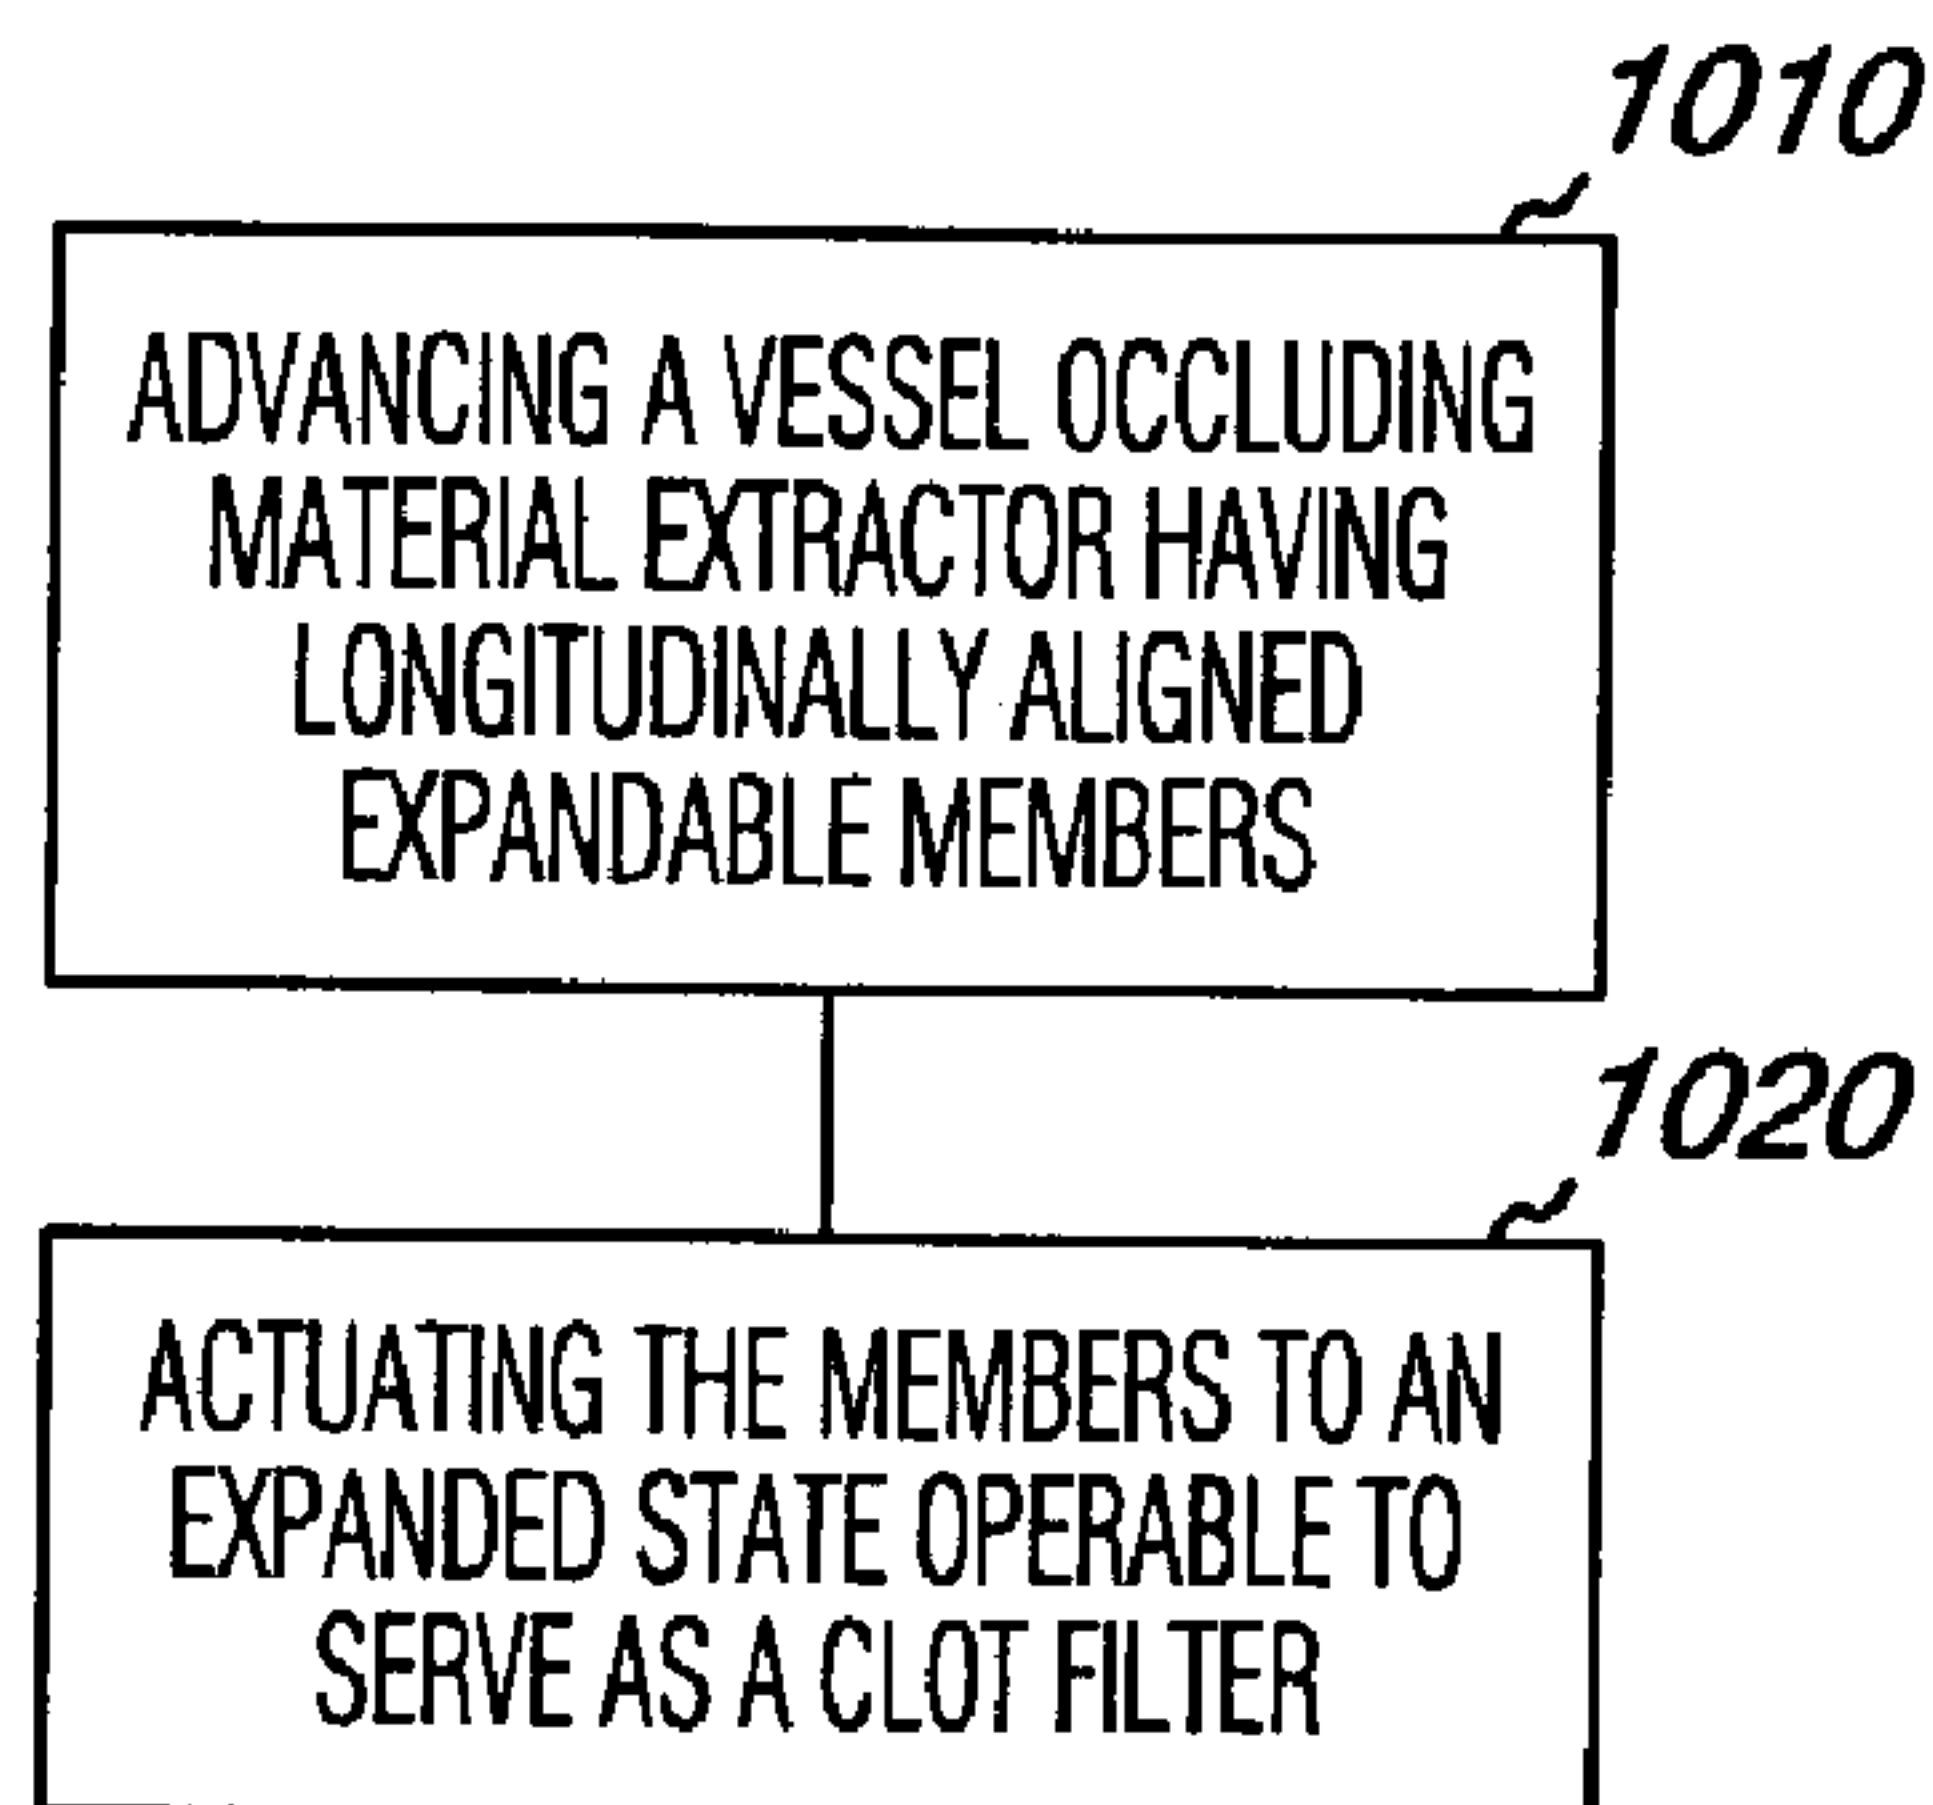 1010
ADVANCING A VESSEL OCCLUDING
MATERIAL EXTRACTOR HAVING
LONGITUDINALLY ALIGNED
EXPANDABLE MEMBERS
1020
ACTUATING THE MEMBERS TO AN
EXPANDED STATE OPERABLE TO
SERVE AS A CLOT FILTER